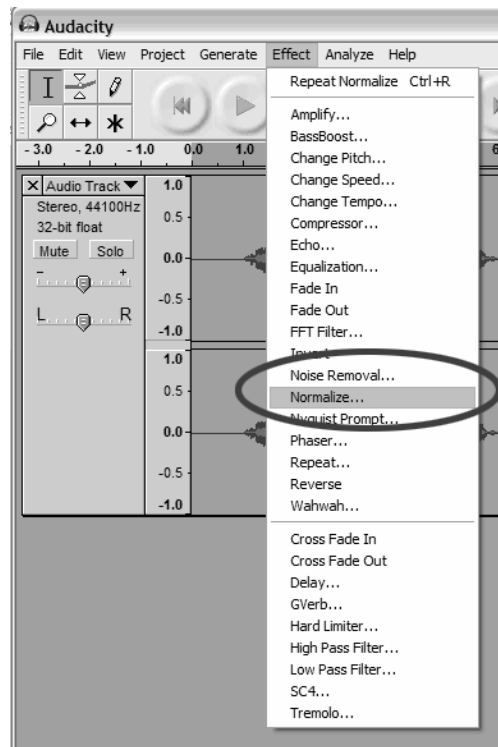 Audacity
File Edit View Project Generate Effect Analyze Help
Repeat Normalize Ctrl+R
- 3.0 - 2.0 - 1.0 0.0 1.0 6
Audio Track
Stereo, 44100Hz
32-bit float
Mute Solo
- +
L R
1.0
0.5
0.0
-0.5
-1.0
1.0
0.5
0.0
-0.5
-1.0
Amplify...
BassBoost...
Change Pitch...
Change Speed...
Change Tempo...
Compressor...
Echo...
Equalization...
Fade In
Fade Out
FFT Filter...
Invert
Noise Removal...
Normalize...
Nyquist Prompt...
Phaser...
Repeat...
Reverse
Wahwah...
Cross Fade In
Cross Fade Out
Delay...
GVerb...
Hard Limiter...
High Pass Filter...
Low Pass Filter...
SC4...
Tremolo...